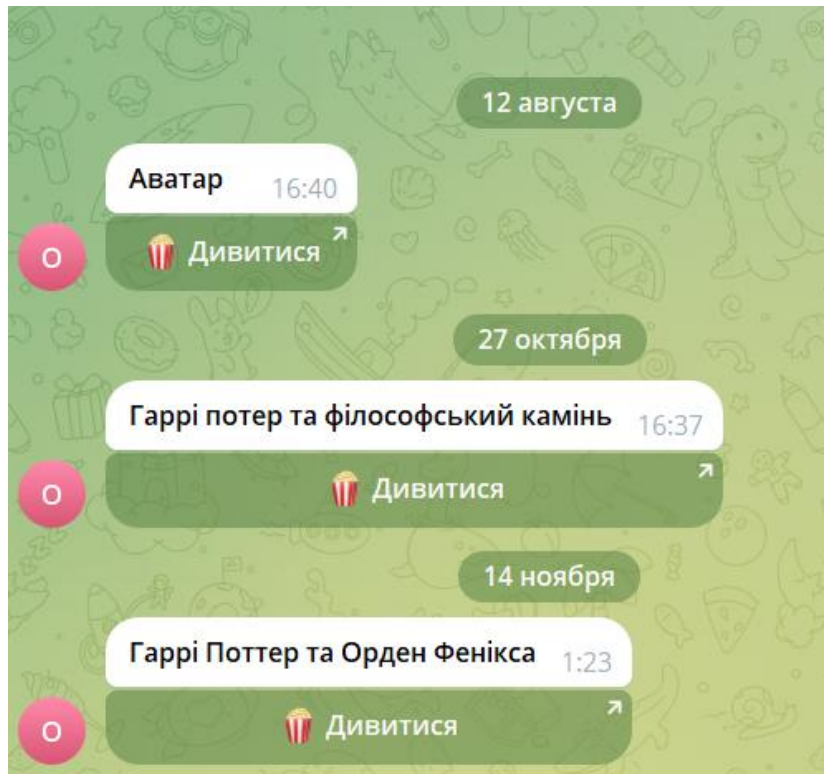 12 августа
Аватар 16:40
О 🍿 Дивитися
27 октября
Гаррі потер та філософський камінь 16:37
О 🍿 Дивитися
14 ноября
Гаррі Поттер та Орден Фенікса 1:23
О 🍿 Дивитися